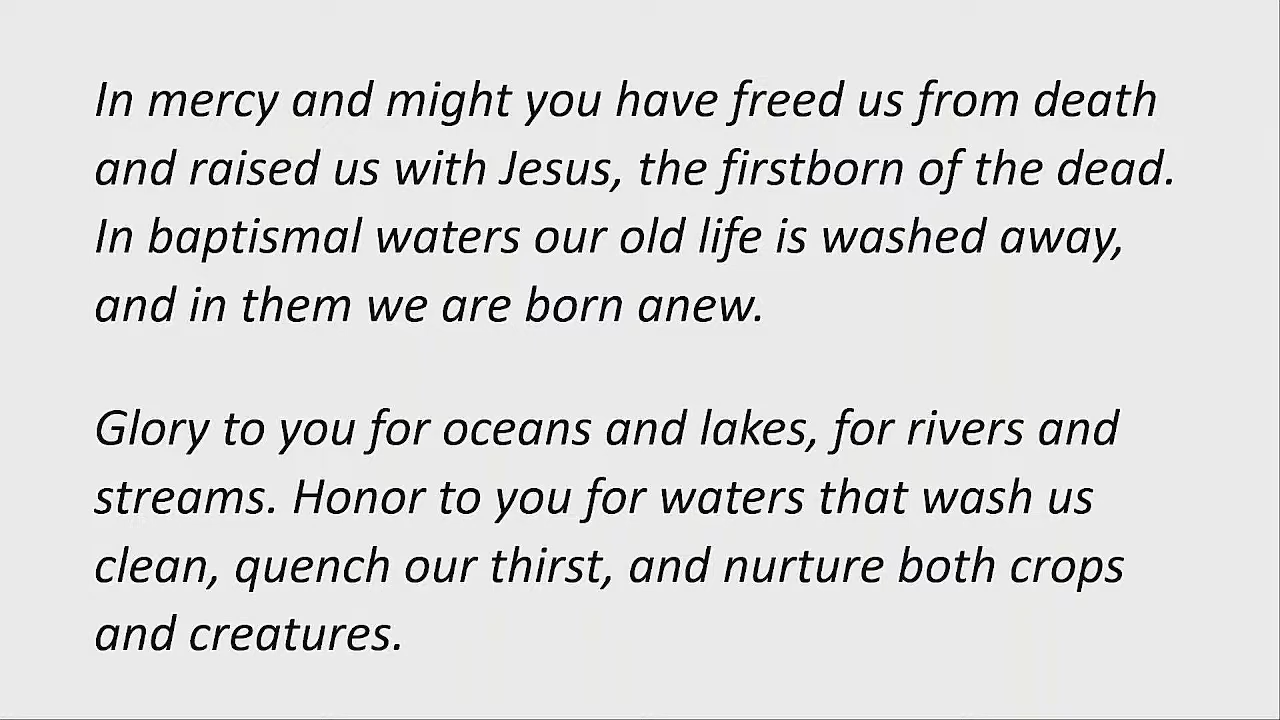 In mercy and might you have freed us from death
and raised us with Jesus, the firstborn of the dead.
In baptismal waters our old life is washed away,
and in them we are born anew.
Glory to you for oceans and lakes, for rivers and
streams. Honor to you for waters that wash us
clean, quench our thirst, and nurture both crops
and creatures.